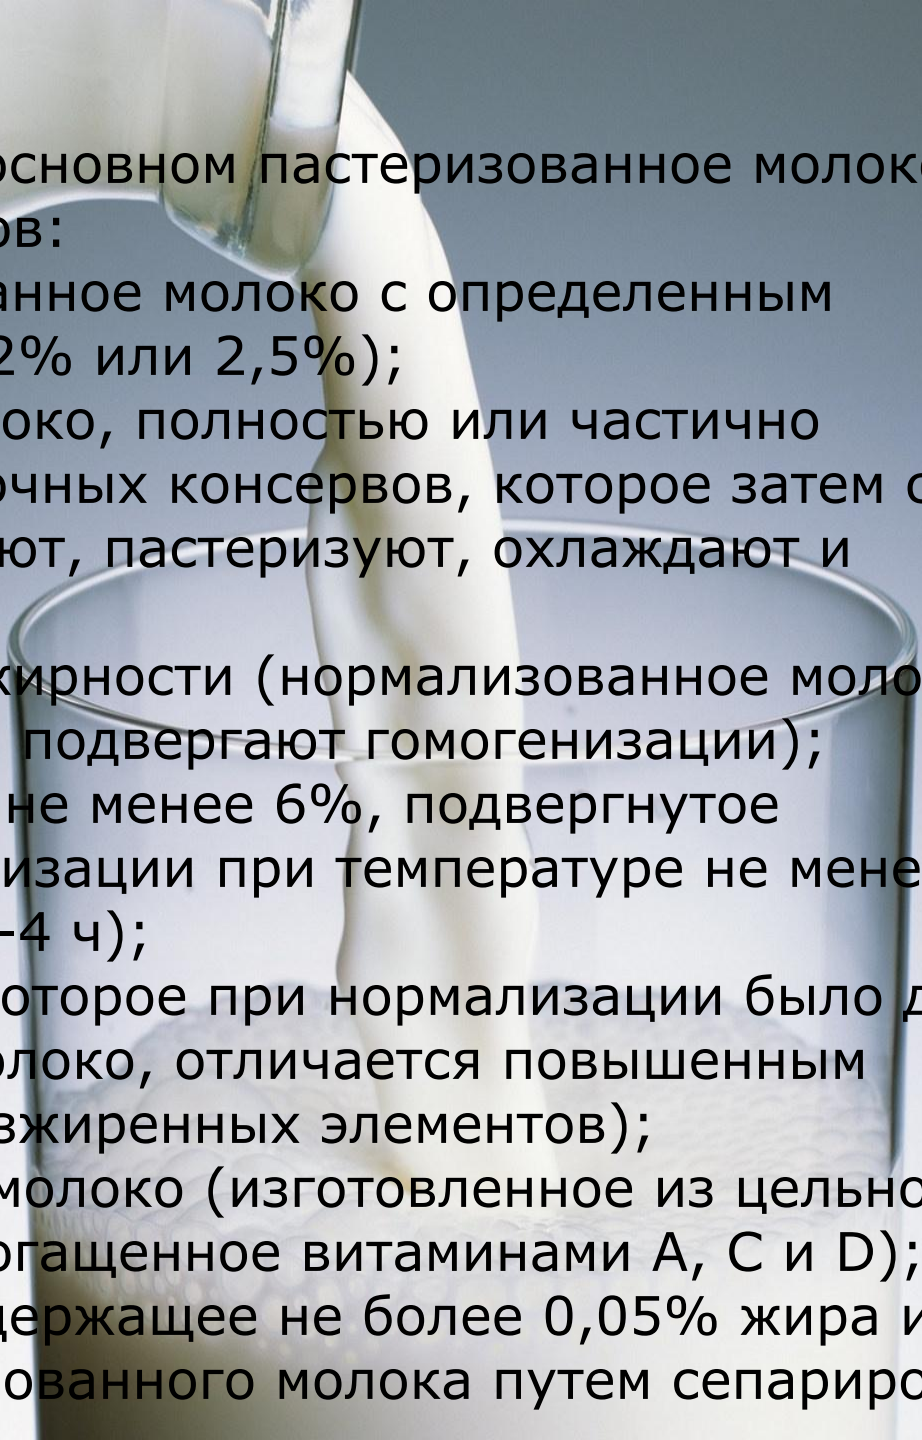 основном пастеризованное молок
ов:
анное молоко с определенным
2% или 2,5%);
око, полностью или частично
очных консервов, которое затем с
ют, пастеризуют, охлаждают и
жирности (нормализованное моло
подвергают гомогенизации);
не менее 6%, подвергнутое
изации при температуре не мене
–4 ч);
оторое при нормализации было д
олоко, отличается повышенным
зжиренных элементов);
молоко (изготовленное из цельно
огащенное витаминами А, С и D);
держащее не более 0,05% жира и
ованного молока путем сепариро